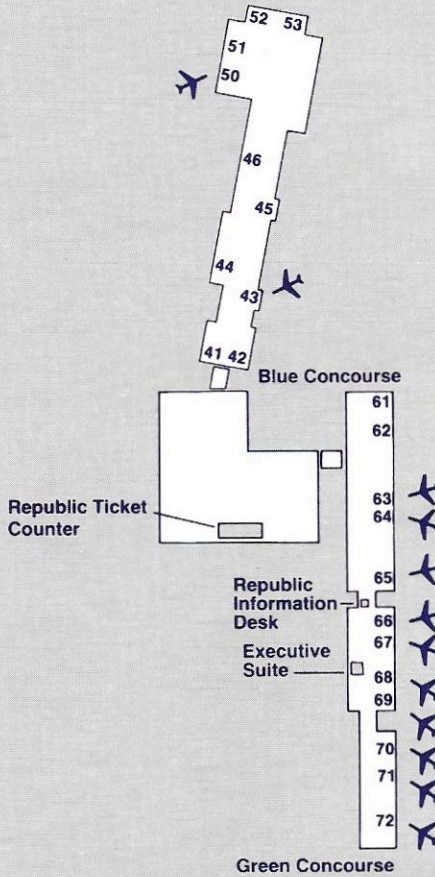 52 53
51
50
46
45
44
43
41 42
Blue Concourse
61
62
63
64
Republic Ticket
Counter
65
Republic
Information
Desk
66
67
Executive
Suite
68
69
70
71
72
Green Concourse